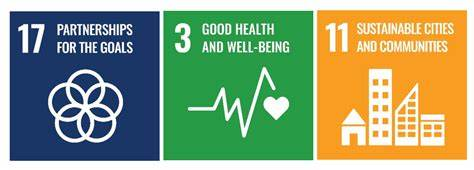 17 PARTNERSHIPS
FOR THE GOALS
3 GOOD HEALTH
AND WELL-BEING
11 SUSTAINABLE CITIES
AND COMMUNITIES